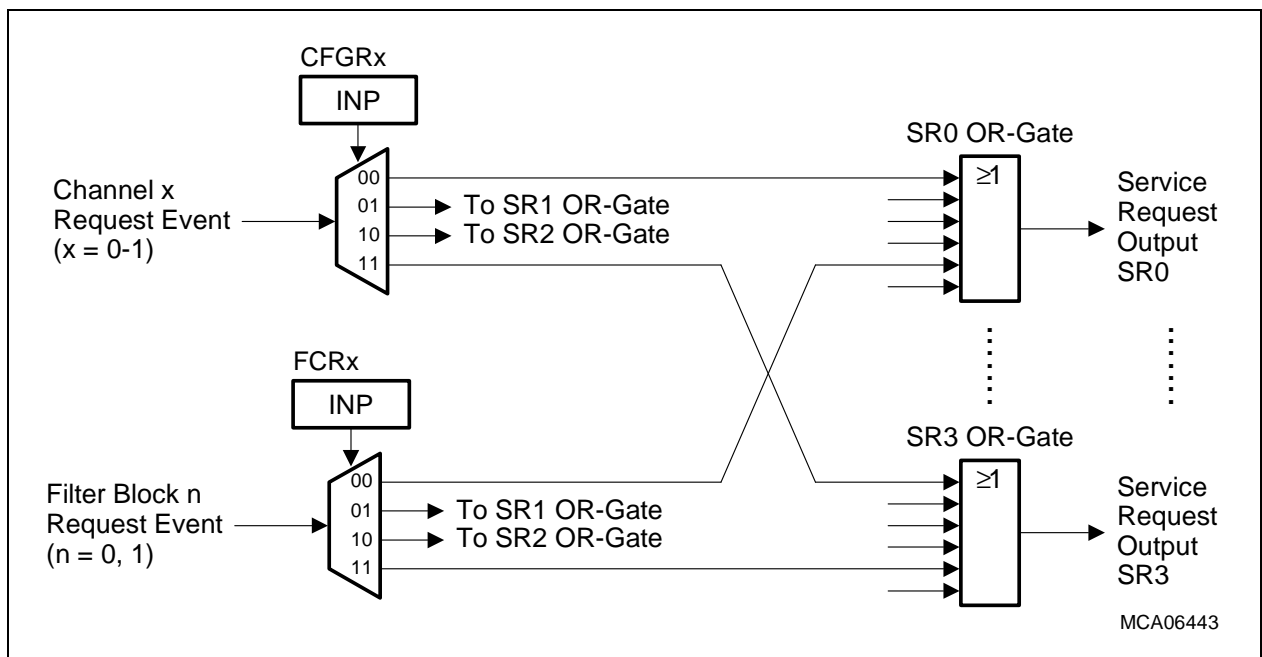 CFGRx
INP
Channel x
Request Event
(x = 0-1)
00
01
10
11
To SR1 OR-Gate
To SR2 OR-Gate
SR0 OR-Gate
≥1
Service
Request
Output
SR0
FCRx
INP
Filter Block n
Request Event
(n = 0, 1)
00
01
10
11
To SR1 OR-Gate
To SR2 OR-Gate
SR3 OR-Gate
≥1
Service
Request
Output
SR3
MCA06443